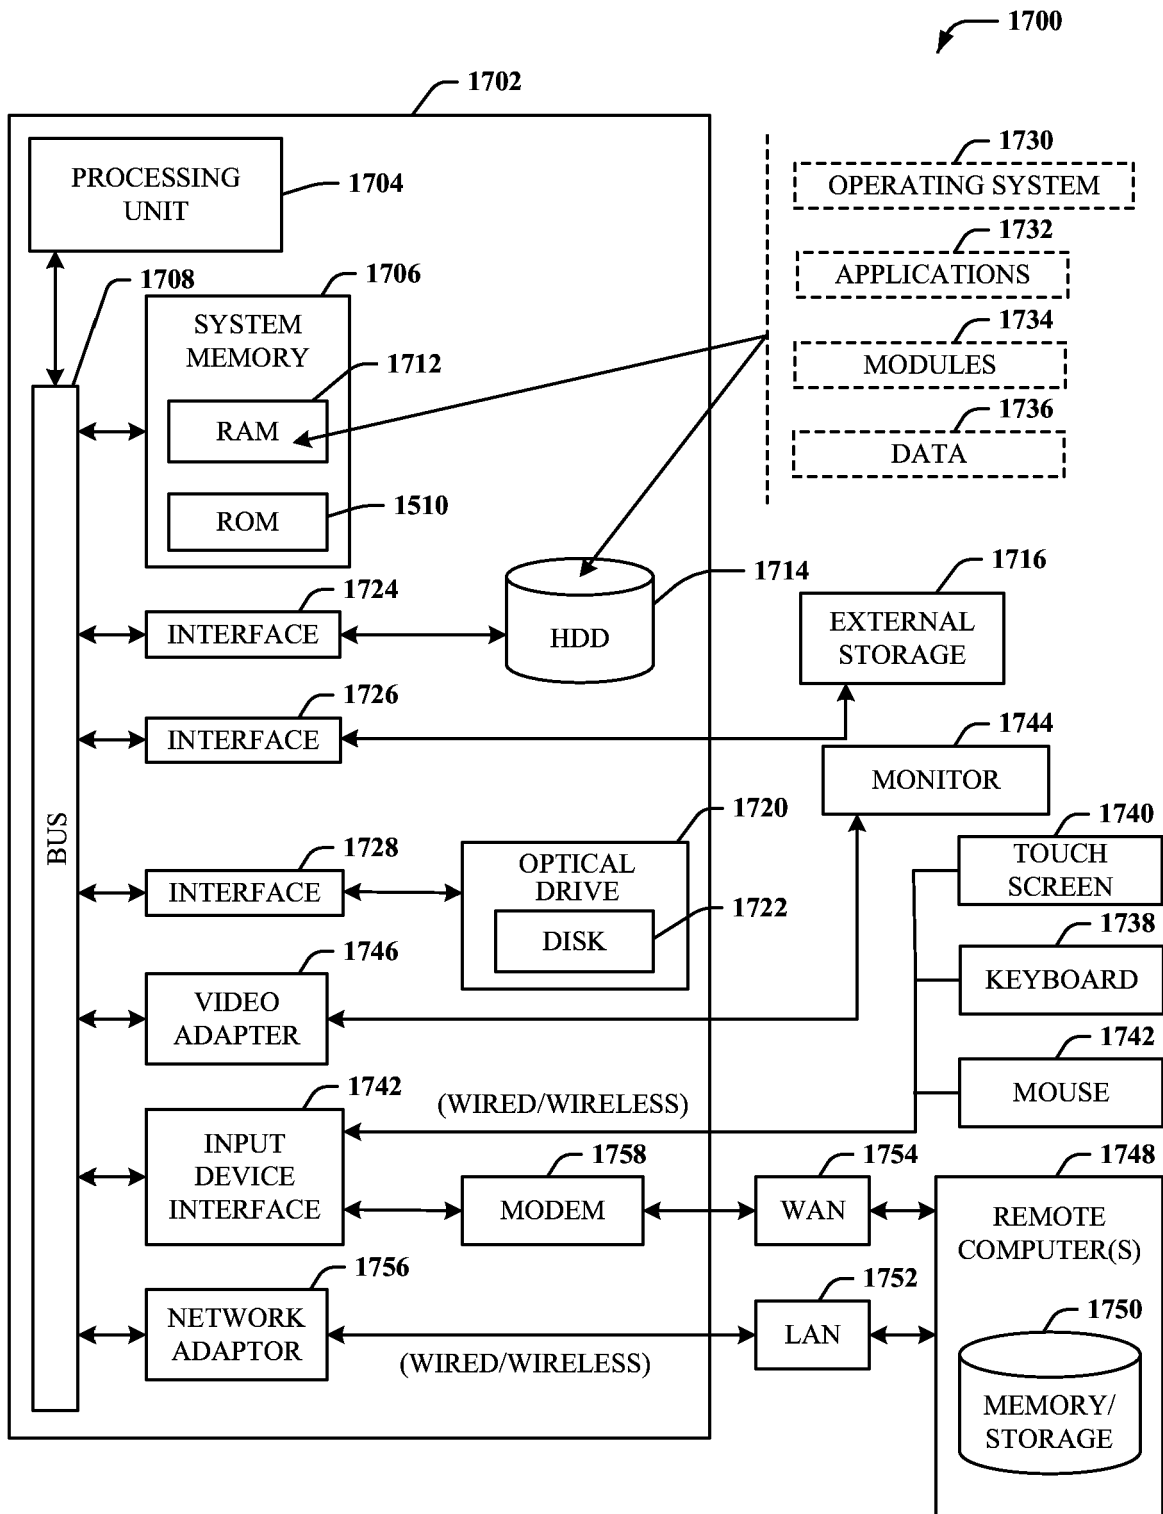 1700
1702
PROCESSING
UNIT
1704
1730
OPERATING SYSTEM
1732
APPLICATIONS
1734
MODULES
1736
DATA
1708
1706
SYSTEM
MEMORY
1712
RAM
1510
ROM
BUS
1724
INTERFACE
1714
HDD
1716
EXTERNAL
STORAGE
1726
INTERFACE
1744
MONITOR
1728
INTERFACE
1720
OPTICAL
DRIVE
1722
DISK
1740
TOUCH
SCREEN
1738
KEYBOARD
1742
MOUSE
1746
VIDEO
ADAPTER
1742
INPUT
DEVICE
INTERFACE
(WIRED/WIRELESS)
1758
MODEM
1754
WAN
1748
REMOTE
COMPUTER(S)
1756
NETWORK
ADAPTOR
(WIRED/WIRELESS)
1752
LAN
1750
MEMORY/
STORAGE